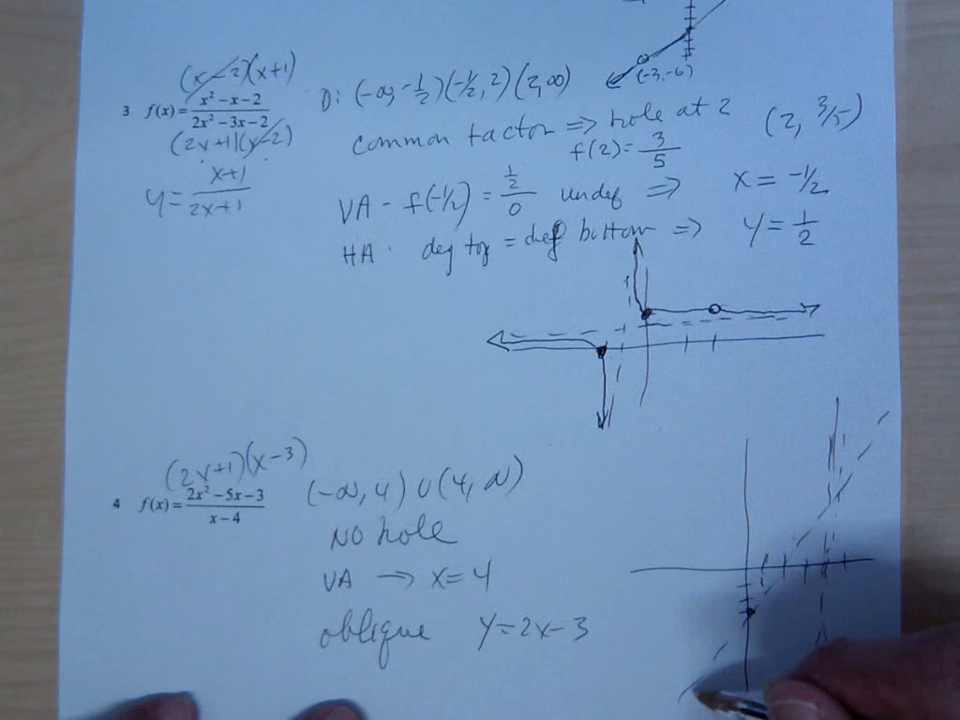 (-3,-6)
(x-2)(x+1)
3 f(x) = x² - x - 2 / 2x² - 3x - 2
(2x+1)(x-2)
y = x+1 / 2x+1
D: (-∞, -1/2)(-1/2, 2)(2, ∞)
common factor ⇒ hole at 2 (2, 3/5)
f(2) = 3/5
VA - f(-1/2) = 1/2 / 0 undef ⇒ x = -1/2
HA. deg top = deg bottom ⇒ y = 1/2
(2x+1)(x-3)
4 f(x) = 2x² - 5x - 3 / x - 4
(-∞, 4) ∪ (4, ∞)
NO hole
VA → x = 4
oblique y = 2x - 3